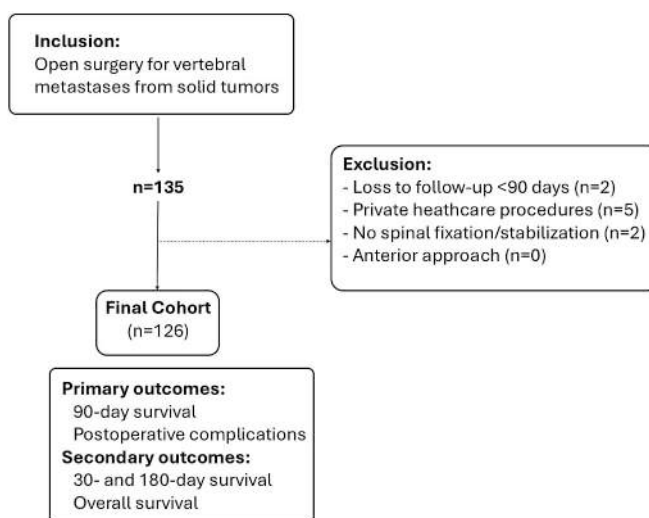 Inclusion:
Open surgery for vertebral
metastases from solid tumors
n=135
Exclusion:
- Loss to follow-up <90 days (n=2)
- Private heathcare procedures (n=5)
- No spinal fixation/stabilization (n=2)
- Anterior approach (n=0)
Final Cohort
(n=126)
Primary outcomes:
90-day survival
Postoperative complications
Secondary outcomes:
30- and 180-day survival
Overall survival